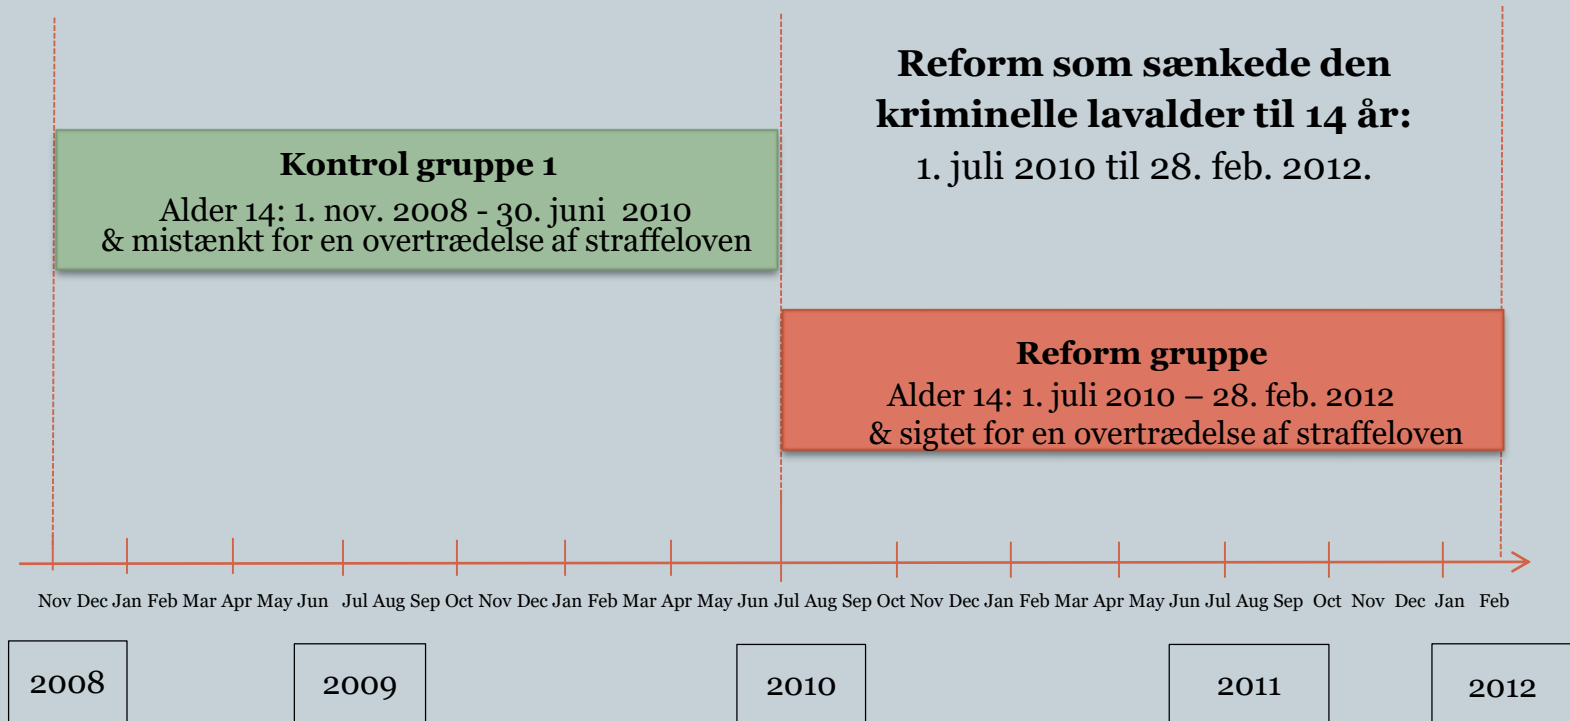 Reform som sænkede den
kriminelle lavalder til 14 år:
1. juli 2010 til 28. feb. 2012.
Kontrol gruppe 1
Alder 14: 1. nov. 2008 - 30. juni 2010
& mistænkt for en overtrædelse af straffeloven
Reform gruppe
Alder 14: 1. juli 2010 – 28. feb. 2012
& sigtet for en overtrædelse af straffeloven
Nov Dec Jan Feb Mar Apr May Jun Jul Aug Sep Oct Nov Dec Jan Feb Mar Apr May Jun Jul Aug Sep Oct Nov Dec Jan Feb Mar Apr May Jun Jul Aug Sep Oct Nov Dec Jan Feb
2008 2009 2010 2011 2012